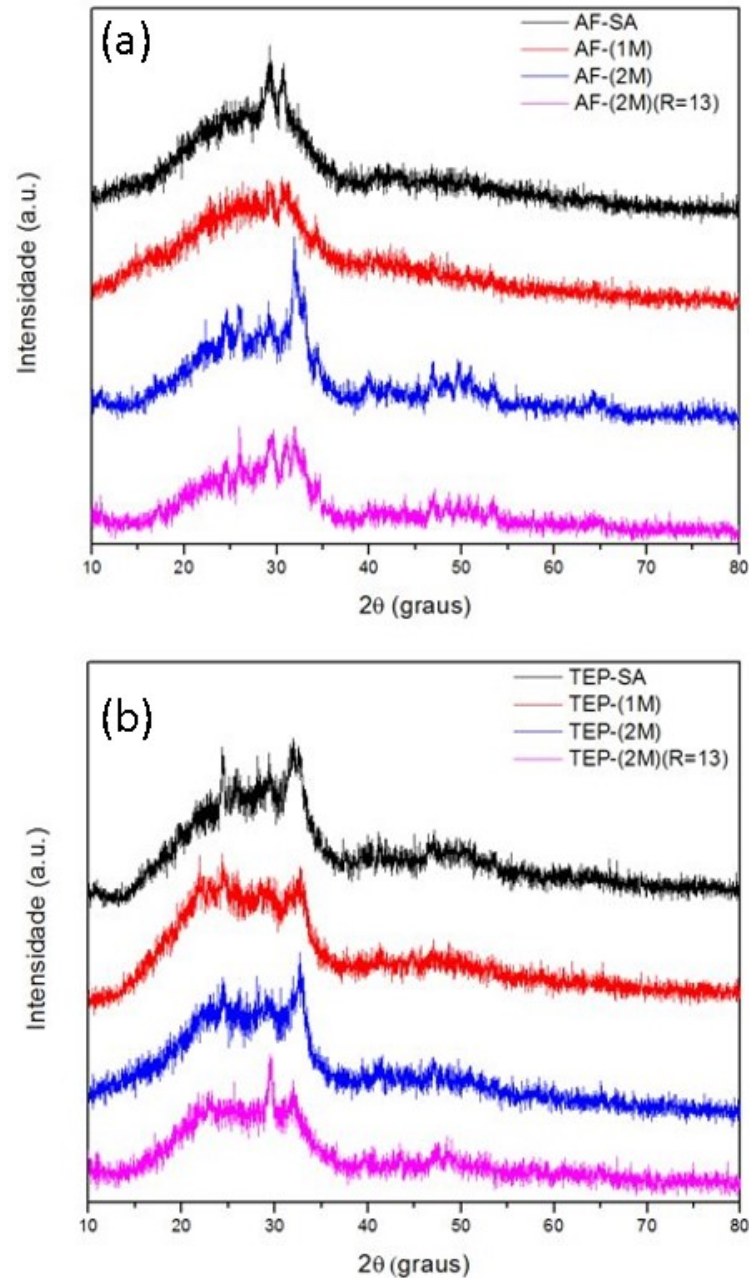 (a)
AF-SA
AF-(1M)
AF-(2M)
AF-(2M)(R=13)
Intensidade (a.u.)
10 20 30 40 50 60 70 80
2θ (graus)
(b)
TEP-SA
TEP-(1M)
TEP-(2M)
TEP-(2M)(R=13)
Intensidade (a.u.)
10 20 30 40 50 60 70 80
2θ (graus)